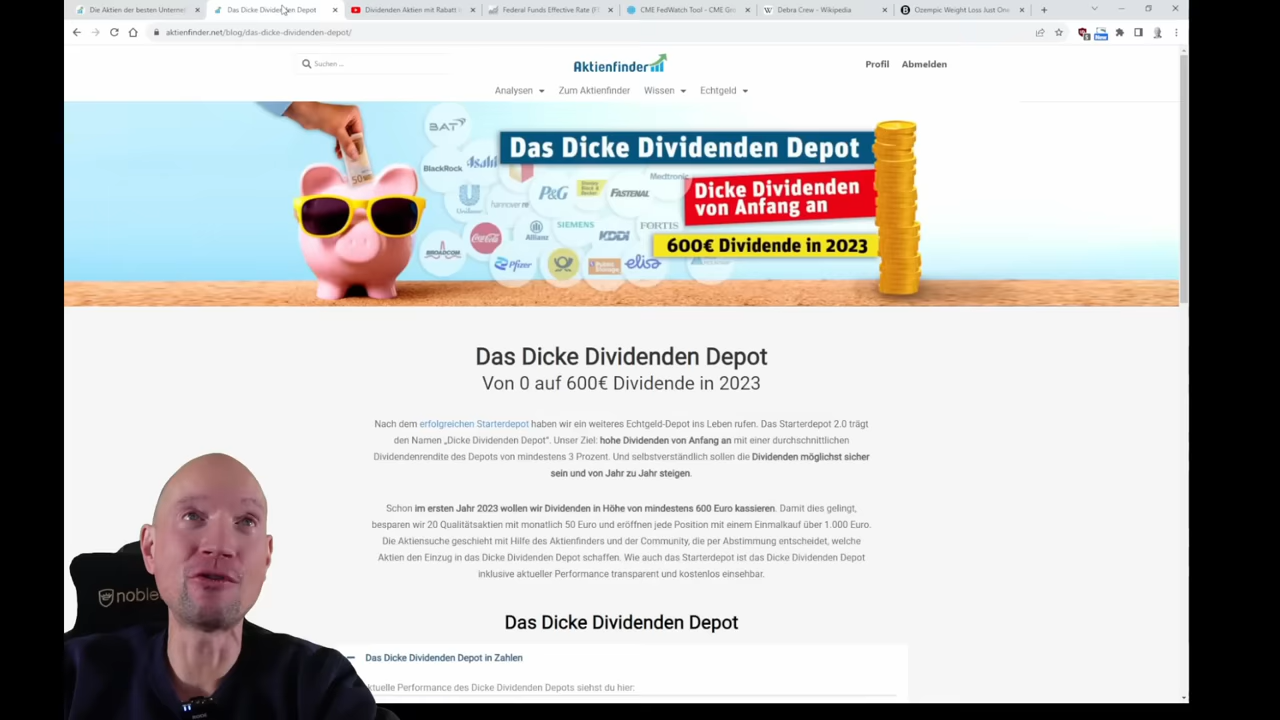 Die Aktien der besten Unternel
Das Dicke Dividenden Depot
Dividenden Aktien mit Rabatt
Federal Funds Effective Rate (F
CME FedWatch Tool - CME Gro
Debra Crew - Wikipedia
Ozempic Weight Loss Just One
aktienfinder.net/blog/das-dicke-dividenden-depot/
Suchen ...
Aktienfinder
Profil
Abmelden
Analysen
Zum Aktienfinder
Wissen
Echtgeld
BAT
BLACKROCK
Asahi
Unilever
hannover re
P&G
FASTENAL
Medtronic
Coca-Cola
Allianz
SIEMENS
KDDI
FORTIS
BROADCOM
Pfizer
Public Storage
elisa
50
Das Dicke Dividenden Depot
Dicke Dividenden
von Anfang an
600€ Dividende in 2023
Das Dicke Dividenden Depot
Von 0 auf 600€ Dividende in 2023
Nach dem erfolgreichen Starterdepot haben wir ein weiteres Echtgeld-Depot ins Leben rufen. Das Starterdepot 2.0 trägt
den Namen „Dicke Dividenden Depot". Unser Ziel: hohe Dividenden von Anfang an mit einer durchschnittlichen
Dividendenrendite des Depots von mindestens 3 Prozent. Und selbstverständlich sollen die Dividenden möglichst sicher
sein und von Jahr zu Jahr steigen.
Schon im ersten Jahr 2023 wollen wir Dividenden in Höhe von mindestens 600 Euro kassieren. Damit dies gelingt,
besparen wir 20 Qualitätsaktien mit monatlich 50 Euro und eröffnen jede Position mit einem Einmalkauf über 1.000 Euro.
Die Aktiensuche geschieht mit Hilfe des Aktienfinders und der Community, die per Abstimmung entscheidet, welche
Aktien den Einzug in das Dicke Dividenden Depot schaffen. Wie auch das Starterdepot ist das Dicke Dividenden Depot
inklusive aktueller Performance transparent und kostenlos einsehbar.
Das Dicke Dividenden Depot
Das Dicke Dividenden Depot in Zahlen
ktuelle Performance des Dicke Dividenden Depots siehst du hier:
noble